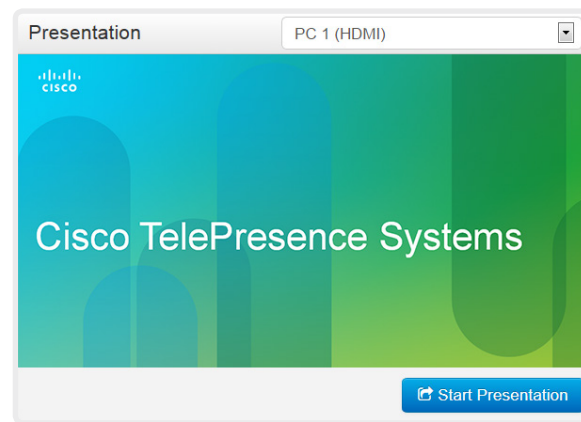 Presentation
PC 1 (HDMI)
CISCO
Cisco TelePresence Systems
Start Presentation